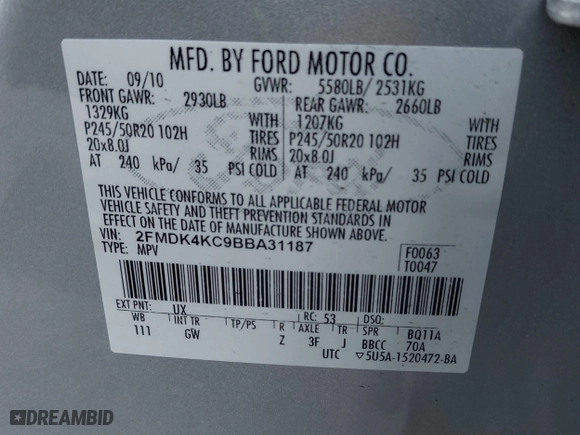 MFD. BY FORD MOTOR CO.
DATE: 09/10 GVWR: 5580LB/ 2531KG
FRONT GAWR: 2930LB REAR GAWR: 2660LB
1329KG WITH 1207KG WITH
P245/50R20 102H TIRES P245/50R20 102H TIRES
20x8.0J RIMS 20x8.0J RIMS
AT 240 kPa/ 35 PSI COLD AT 240 kPa/ 35 PSI COLD
THIS VEHICLE CONFORMS TO ALL APPLICABLE FEDERAL MOTOR
VEHICLE SAFETY AND THEFT PREVENTION STANDARDS IN
EFFECT ON THE DATE OF MANUFACTURE SHOWN ABOVE.
VIN: 2FMDK4KC9BBA31187 F0063
TYPE: MPV T0047
EXT PNT: UX RC: 53 DSO:
WB INT TR TP/PS R AXLE TR SPR BQ11A
111 GW Z 3F J BBCC 70A
UTC ▽5U5A-1520472-BA
DREAMBID